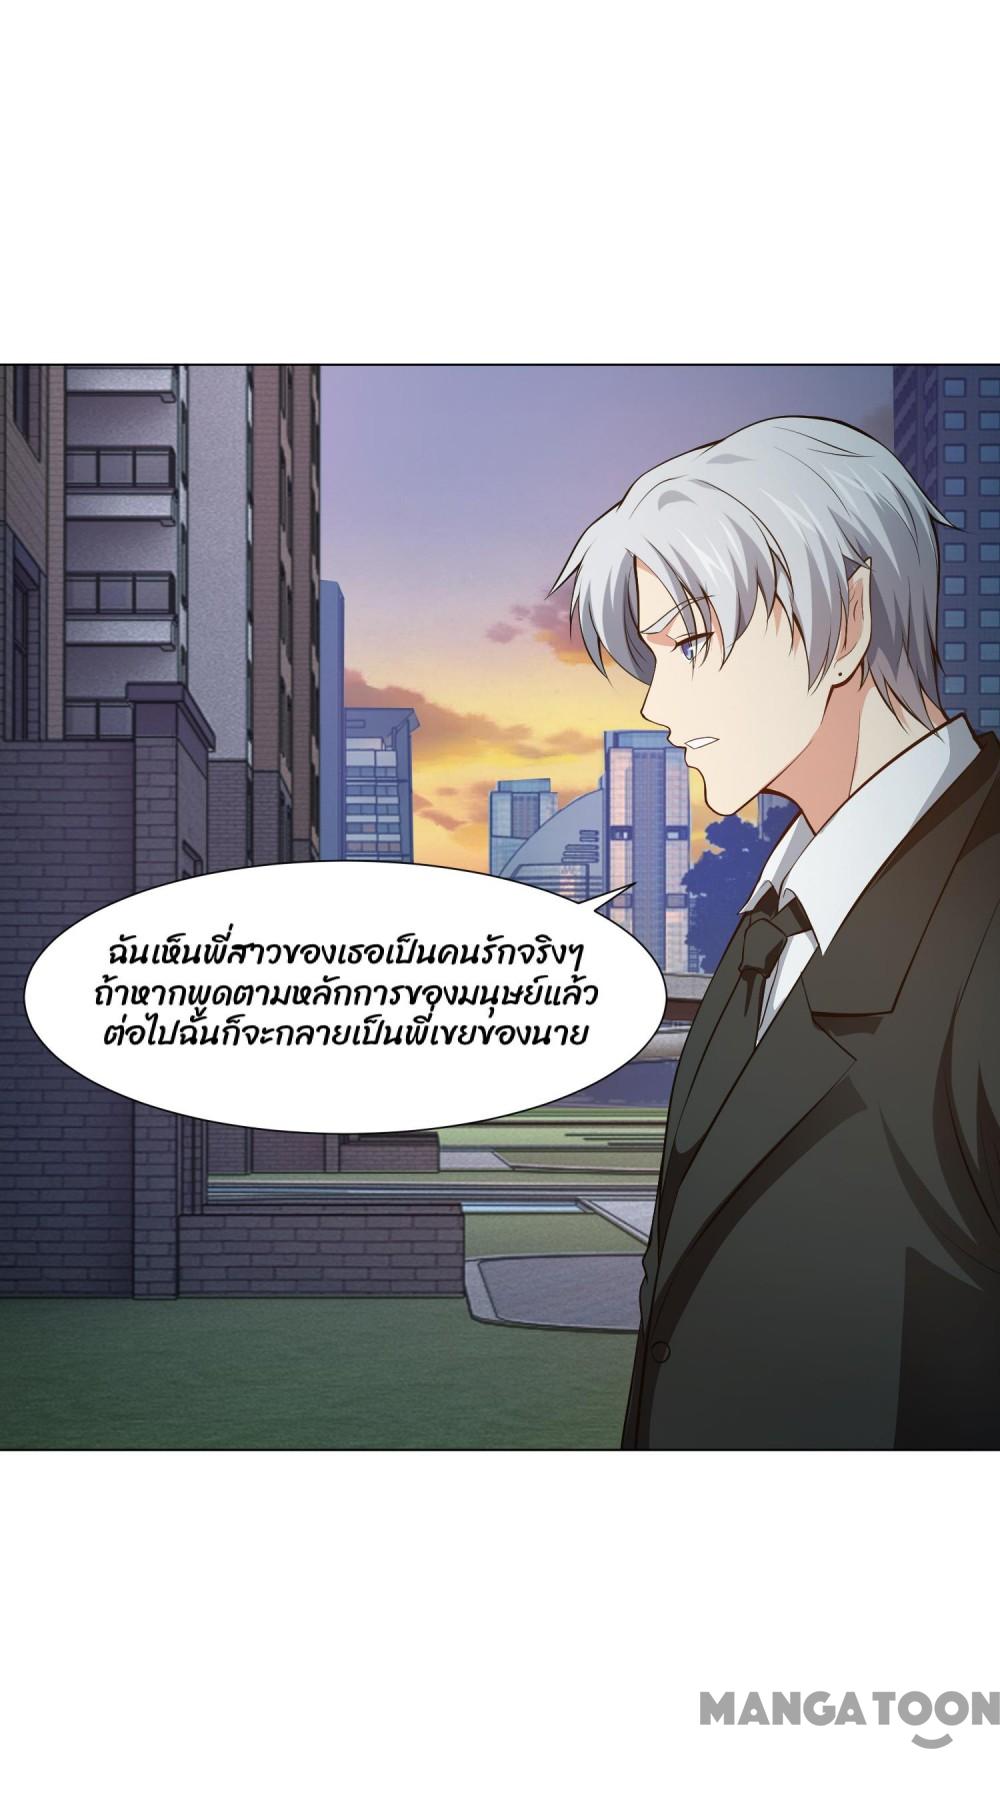 ฉันเห็นพี่สาวของเธอเป็นคนรักจริงๆ
ถ้าหากพูดตามหลักการของมนุษย์แล้ว
ต่อไปฉันก็จะกลายเป็นพี่เขยของนาย
MANGATOON